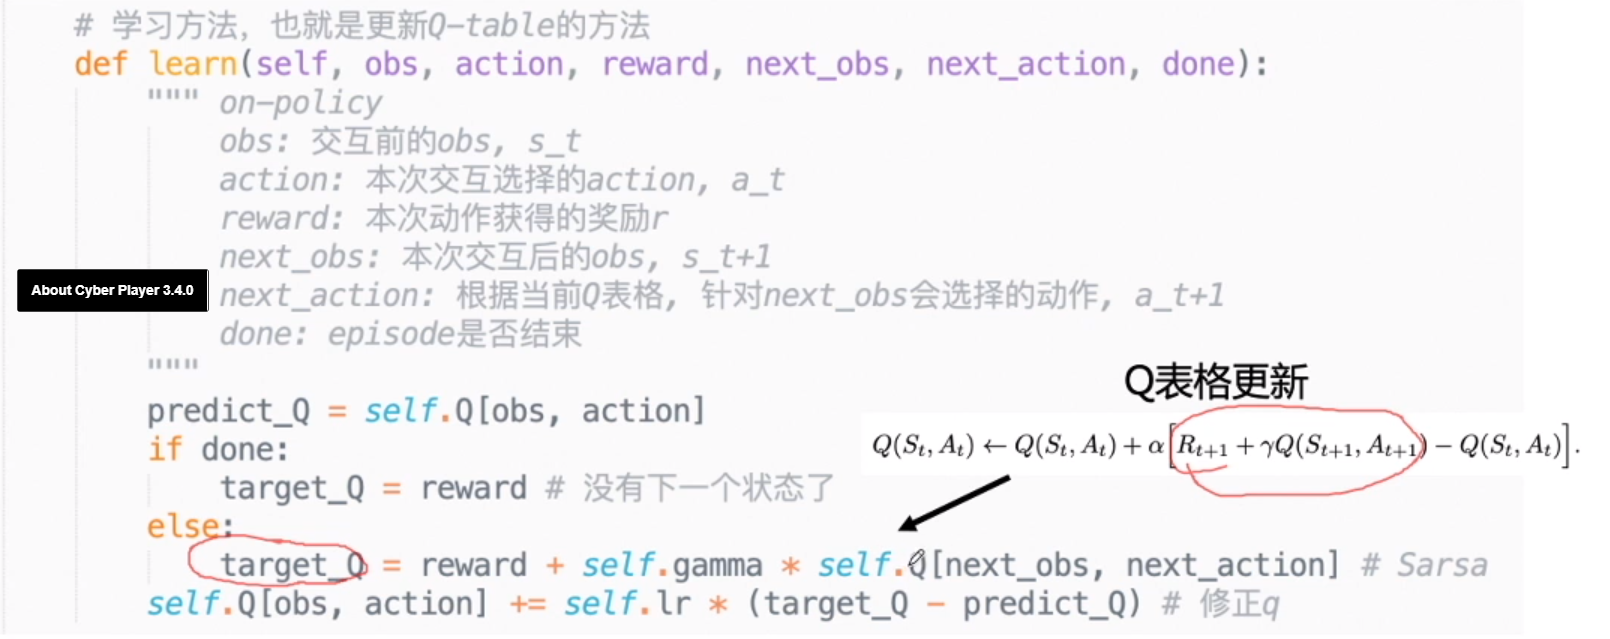 # 学习方法，也就是更新Q-table的方法
def learn(self, obs, action, reward, next_obs, next_action, done):
""" on-policy
obs: 交互前的obs, s_t
action: 本次交互选择的action, a_t
reward: 本次动作获得的奖励r
next_obs: 本次交互后的obs, s_t+1
About Cyber Player 3.4.0
next_action: 根据当前Q表格, 针对next_obs会选择的动作, a_t+1
done: episode是否结束
"""
Q表格更新
predict_Q = self.Q[obs, action]
Q(S_t, A_t) ← Q(S_t, A_t) + α[R_{t+1} + γQ(S_{t+1}, A_{t+1}) − Q(S_t, A_t)].
if done:
target_Q = reward # 没有下一个状态了
else:
target_Q = reward + self.gamma * self.Q[next_obs, next_action] # Sarsa
self.Q[obs, action] += self.lr * (target_Q - predict_Q) # 修正q